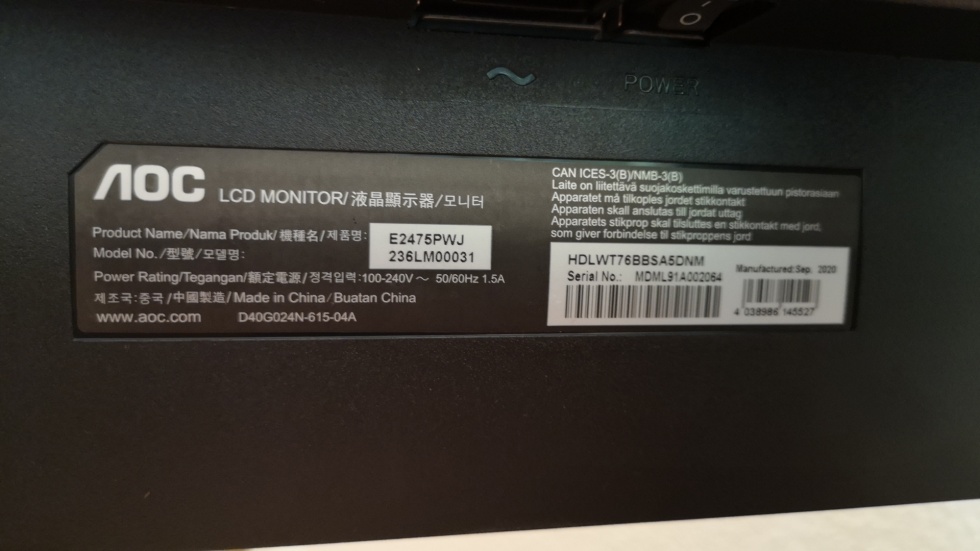 POWER
AOC
LCD MONITOR/液晶顯示器/모니터
Product Name/Nama Produk/機種名/제품명: E2475PWJ
Model No./型號/모델명: 236LM00031
Power Rating/Tegangan/額定電源/정격입력:100-240V ~ 50/60Hz 1.5A
제조국:중국/中國製造/Made in China/Buatan China
www.aoc.com D40G024N-615-04A
CAN ICES-3(B)/NMB-3(B)
Laite on liitettävä suojakoskettimilla varustettuun pistorasiaan
Apparatet må tilkoples jordet stikkontakt
Apparaten skall anslutas till jordat uttag
Apparatets stikprop skal tilsluttes en stikkontakt med jord,
som giver forbindelse til stikproppens jord
HDLWT76BBSA5DNM
Serial No.: MDML91A002064
Manufactured:Sep. 2020
4 038986 145527